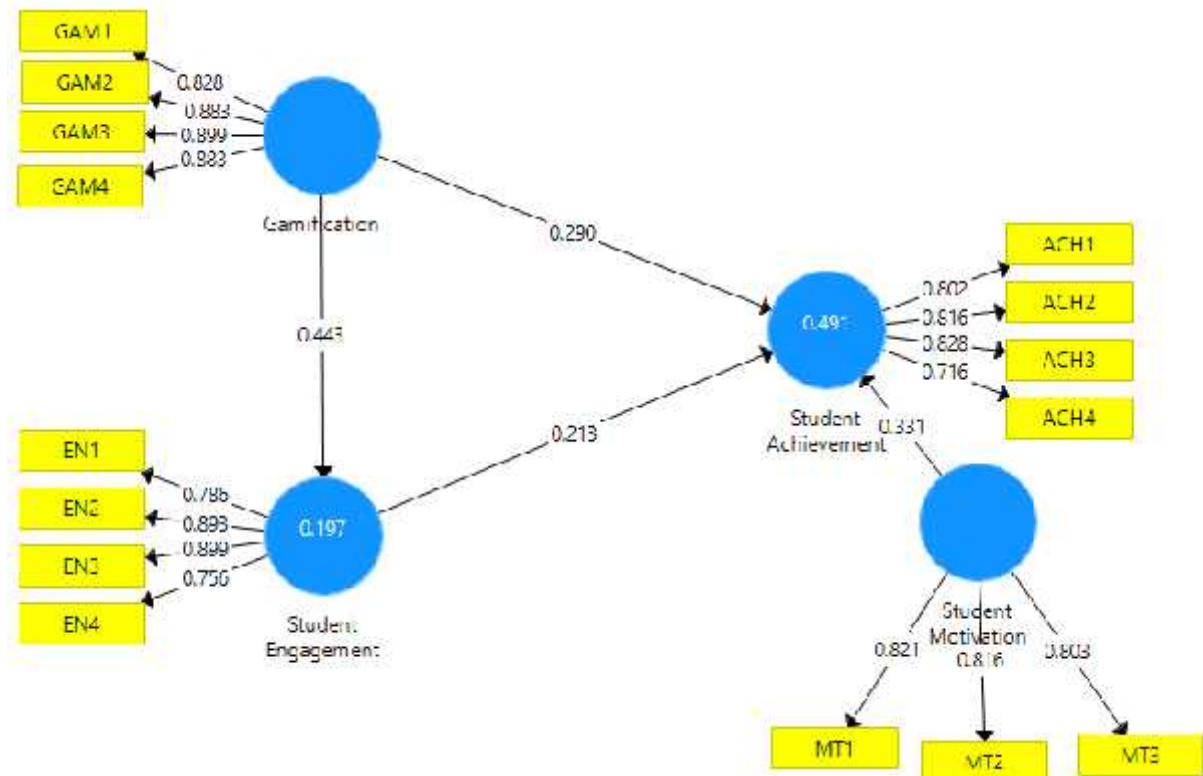 GAM1
0.828
GAM2
0.883
GAM3
0.899
GAM4
0.883
Gamification
0.290
0.443
ACH1
0.802
ACH2
0.816
0.491
0.828
ACH3
0.716
ACH4
Student
Achievement
0.331
0.213
EN1
0.786
EN2
0.893
0.197
0.899
EN3
0.756
EN4
Student
Engagement
Student
Motivation
0.821
0.816
0.803
MT1
MT2
MT3